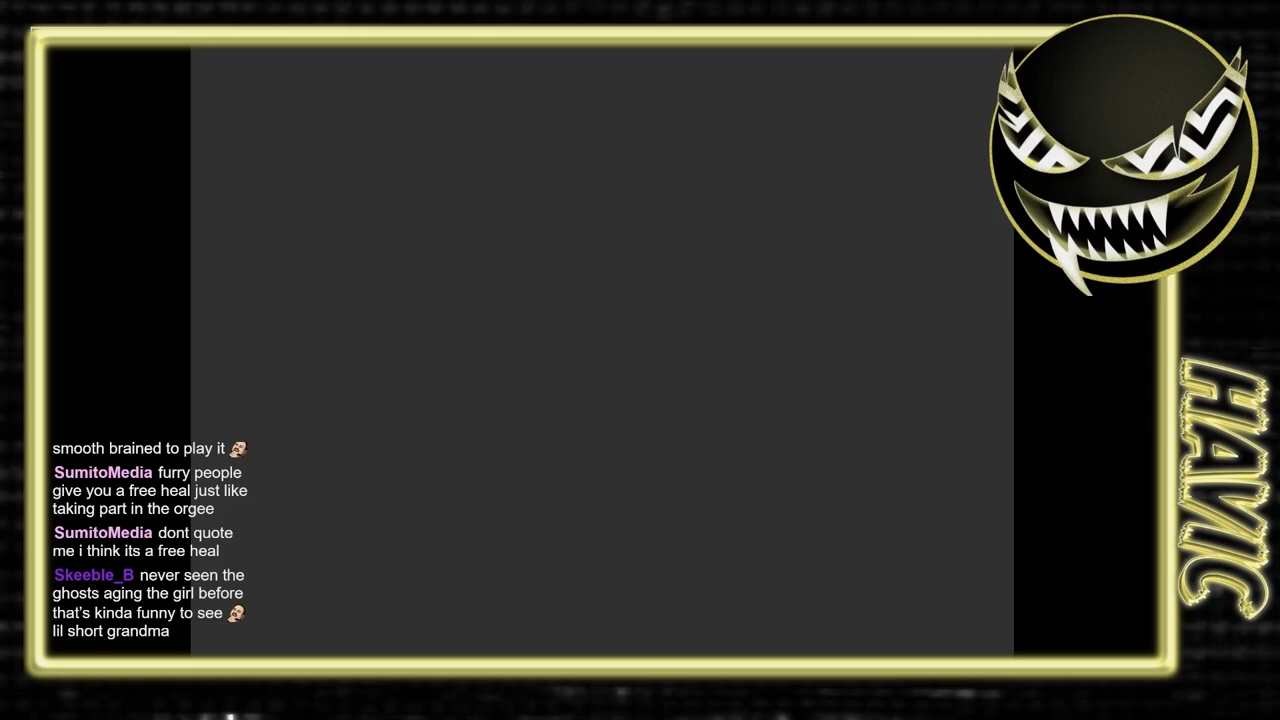 smooth brained to play it
SumitoMedia furry people
give you a free heal just like
taking part in the orgee
SumitoMedia dont quote
me i think its a free heal
Skeeble_B never seen the
ghosts aging the girl before
that's kinda funny to see
lil short grandma
HAVIC